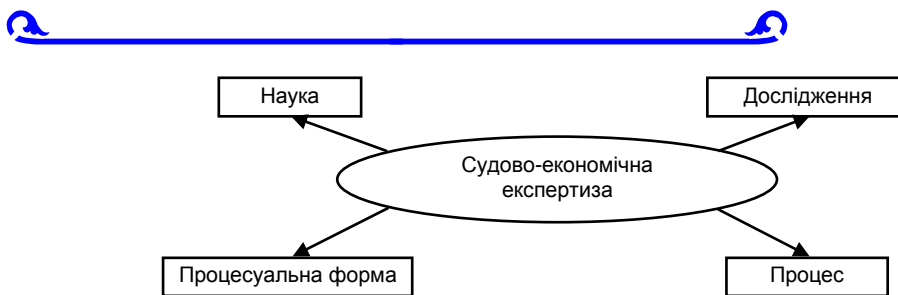 Наука
Дослідження
Судово-економічна
експертиза
Процесуальна форма
Процес